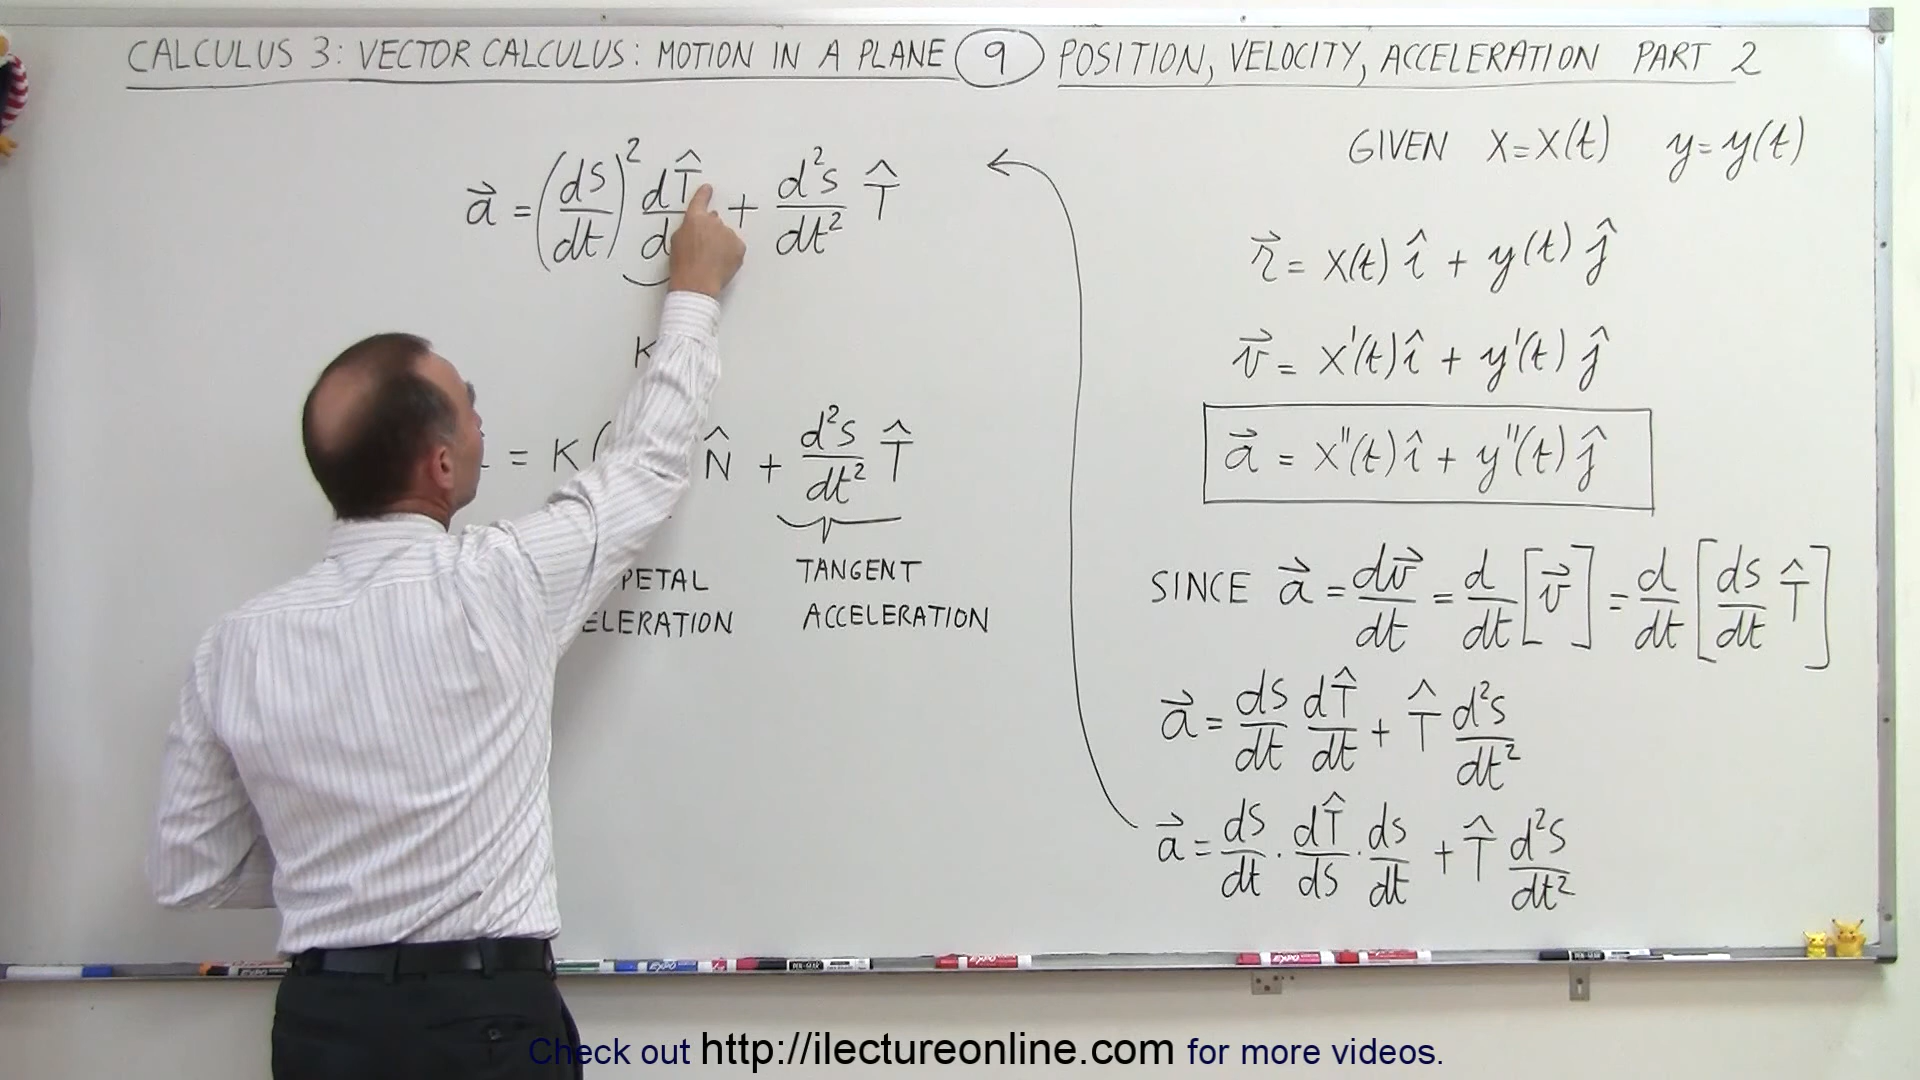 CALCULUS 3: VECTOR CALCULUS: MOTION IN A PLANE 9 POSITION, VELOCITY, ACCELERATION PART 2
a⃗ = (ds/dt)² dT̂/d + d²s/dt² T̂
K
= K ( N̂ + d²s/dt² T̂
PETAL
ELERATION
TANGENT
ACCELERATION
GIVEN x=x(t) y=y(t)
r⃗ = x(t) î + y(t) ĵ
v⃗ = x'(t) î + y'(t) ĵ
a⃗ = x"(t) î + y"(t) ĵ
SINCE a⃗ = dv⃗/dt = d/dt [v⃗] = d/dt [ds/dt T̂]
a⃗ = ds/dt dT̂/dt + T̂ d²s/dt²
a⃗ = ds/dt · dT̂/ds · ds/dt + T̂ d²s/dt²
EXPO
Check out http://ilectureonline.com for more videos.